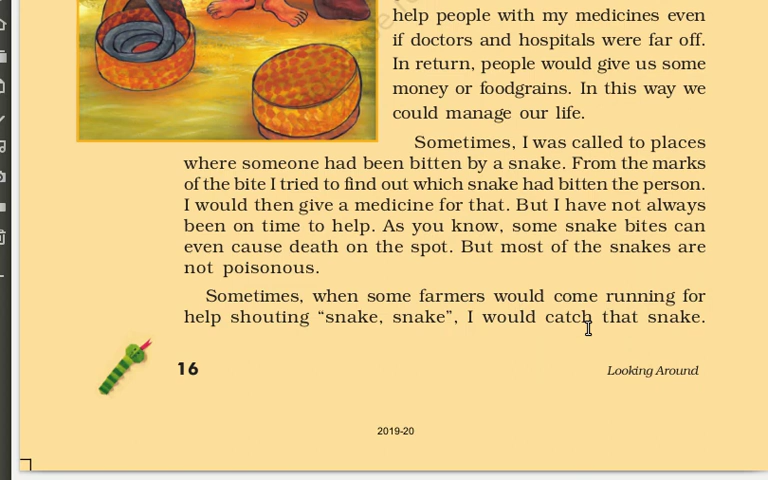 help people with my medicines even
if doctors and hospitals were far off.
In return, people would give us some
money or foodgrains. In this way we
could manage our life.
Sometimes, I was called to places
where someone had been bitten by a snake. From the marks
of the bite I tried to find out which snake had bitten the person.
I would then give a medicine for that. But I have not always
been on time to help. As you know, some snake bites can
even cause death on the spot. But most of the snakes are
not poisonous.
Sometimes, when some farmers would come running for
help shouting “snake, snake”, I would catch that snake.
16
Looking Around
2019-20